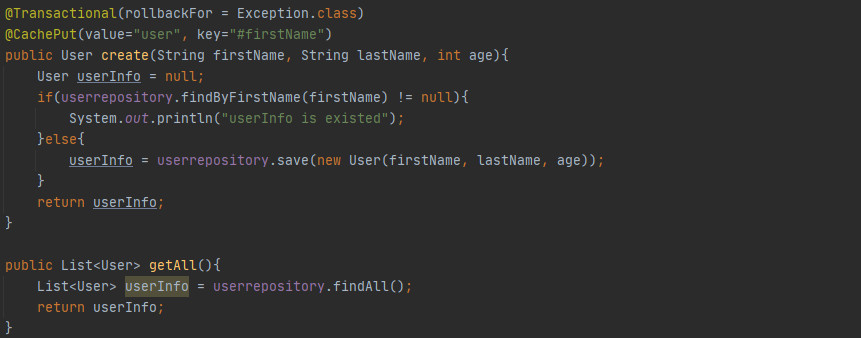 @Transactional(rollbackFor = Exception.class)
@CachePut(value="user", key="#firstName")
public User create(String firstName, String lastName, int age){
    User userInfo = null;
    if(userrepository.findByFirstName(firstName) != null){
        System.out.println("userInfo is existed");
    }else{
        userInfo = userrepository.save(new User(firstName, lastName, age));
    }
    return userInfo;
}

public List<User> getAll(){
    List<User> userInfo = userrepository.findAll();
    return userInfo;
}